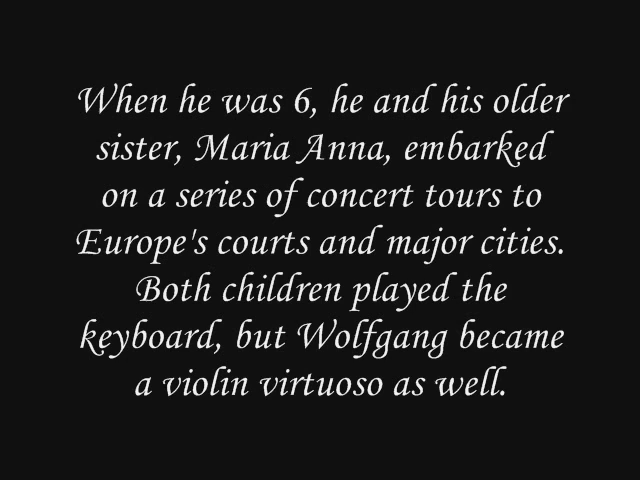 When he was 6, he and his older
sister, Maria Anna, embarked
on a series of concert tours to
Europe's courts and major cities.
Both children played the
keyboard, but Wolfgang became
a violin virtuoso as well.